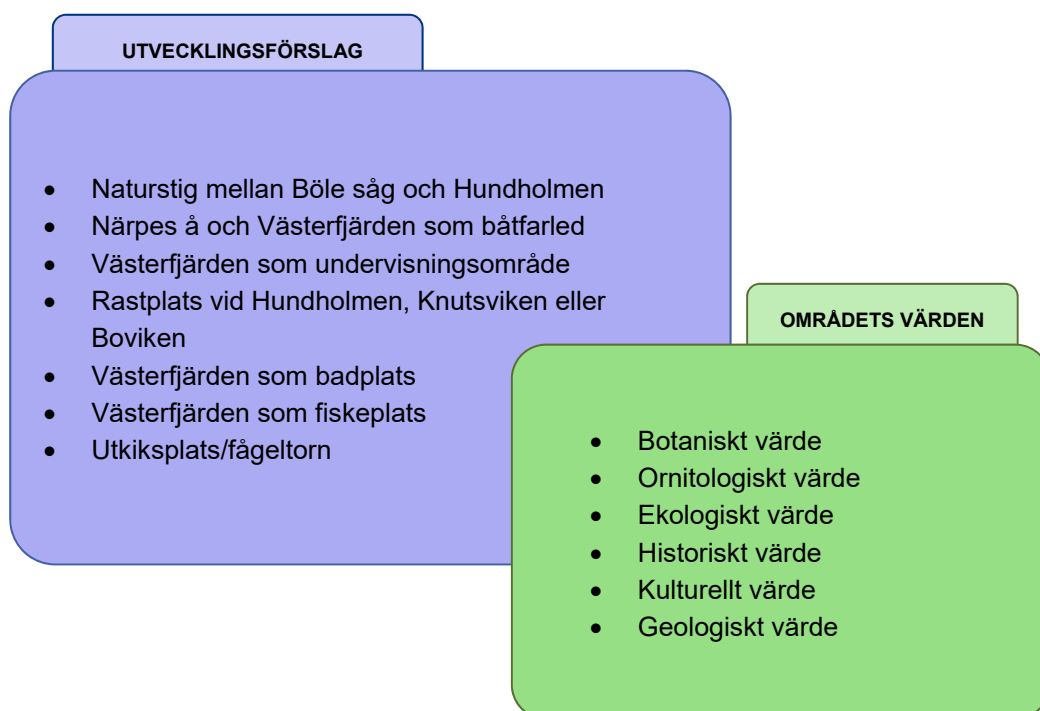 UTVECKLINGSFÖRSLAG
• Naturstig mellan Böle såg och Hundholmen
• Närpes å och Västerfjärden som båtfarled
• Västerfjärden som undervisningsområde
• Rastplats vid Hundholmen, Knutsviken eller
Boviken
• Västerfjärden som badplats
• Västerfjärden som fiskeplats
• Utkiksplats/fågeltorn
OMRÅDETS VÄRDEN
• Botaniskt värde
• Ornitologiskt värde
• Ekologiskt värde
• Historiskt värde
• Kulturellt värde
• Geologiskt värde